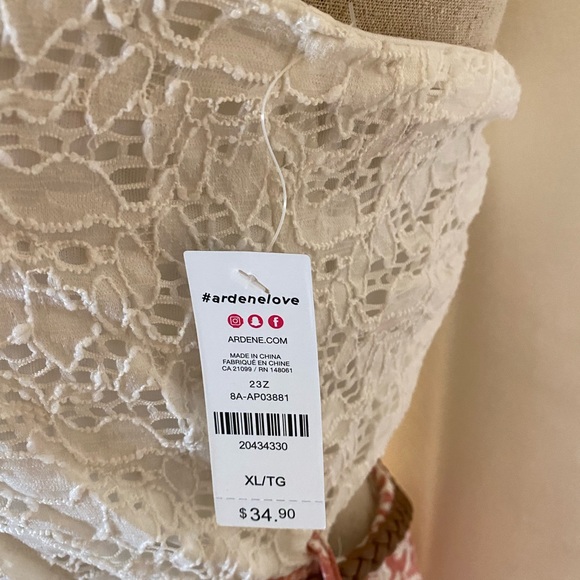 #ardenelove
ARDENE.COM
MADE IN CHINA
FABRIQUÉ EN CHINE
CA 21099 / RN 148061
23Z
8A-AP03881
20434330
XL/TG
$34.90